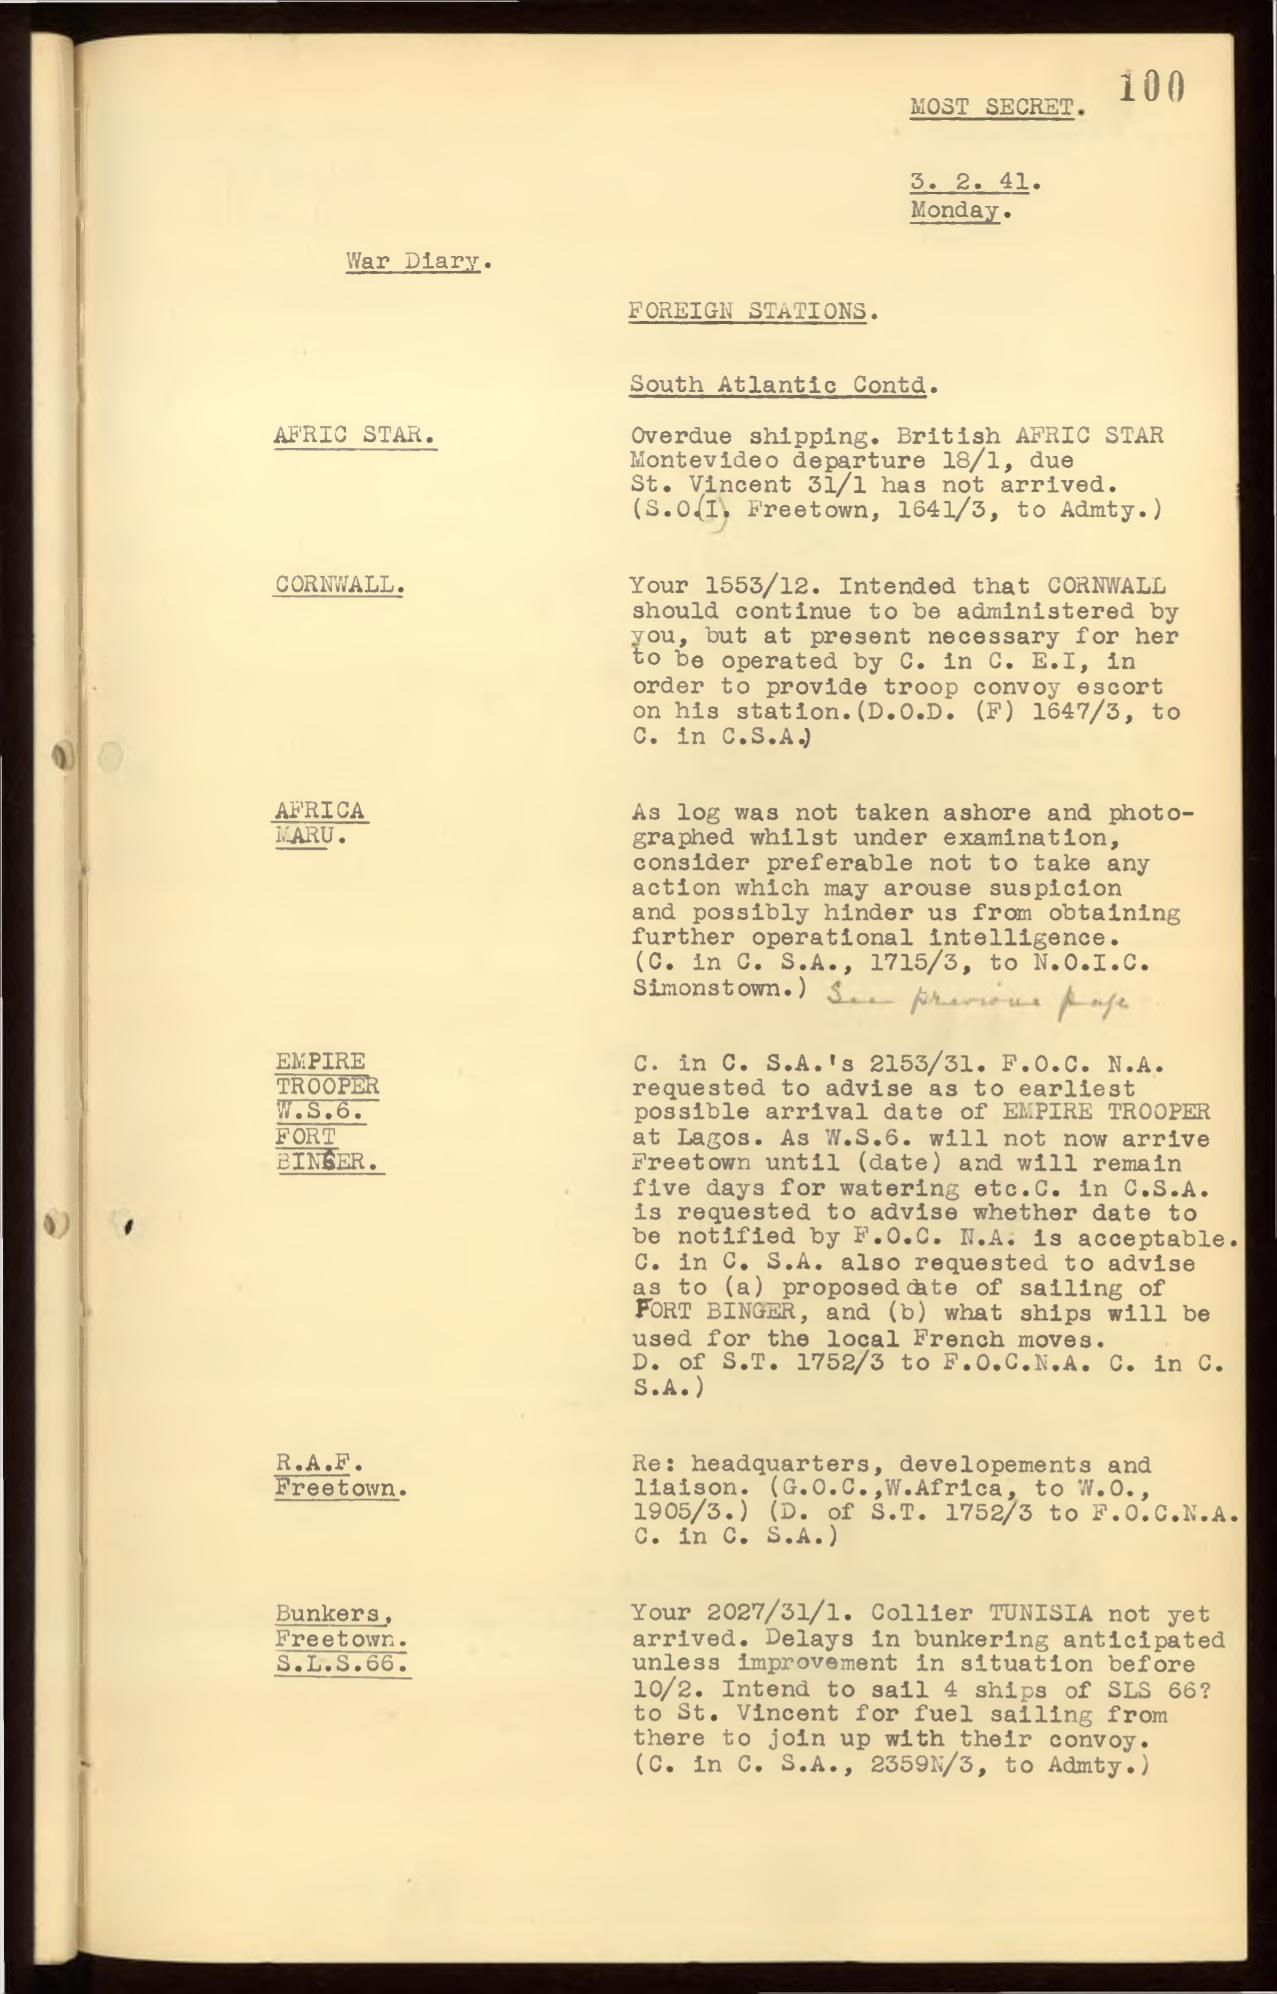 100
MOST SECRET.
3. 2. 41.
Monday.
War Diary.
FOREIGN STATIONS.
South Atlantic Contd.
AFRIC STAR.
Overdue shipping. British AFRIC STAR
Montevideo departure 18/1, due
St. Vincent 31/1 has not arrived.
(S.O.(I) Freetown, 1641/3, to Admty.)
CORNWALL.
Your 1553/12. Intended that CORNWALL
should continue to be administered by
you, but at present necessary for her
to be operated by C. in C. E.I, in
order to provide troop convoy escort
on his station.(D.O.D. (F) 1647/3, to
C. in C.S.A.)
AFRICA
MARU.
As log was not taken ashore and photo-
graphed whilst under examination,
consider preferable not to take any
action which may arouse suspicion
and possibly hinder us from obtaining
further operational intelligence.
(C. in C. S.A., 1715/3, to N.O.I.C.
Simonstown.) See previous page
EMPIRE
TROOPER
W.S.6.
FORT
BINGER.
C. in C. S.A.'s 2153/31. F.O.C. N.A.
requested to advise as to earliest
possible arrival date of EMPIRE TROOPER
at Lagos. As W.S.6. will not now arrive
Freetown until (date) and will remain
five days for watering etc.C. in C.S.A.
is requested to advise whether date to
be notified by F.O.C. N.A. is acceptable.
C. in C. S.A. also requested to advise
as to (a) proposed date of sailing of
FORT BINGER, and (b) what ships will be
used for the local French moves.
D. of S.T. 1752/3 to F.O.C.N.A. C. in C.
S.A.)
R.A.F.
Freetown.
Re: headquarters, developements and
liaison. (G.O.C.,W.Africa, to W.O.,
1905/3.) (D. of S.T. 1752/3 to F.O.C.N.A.
C. in C. S.A.)
Bunkers,
Freetown.
S.L.S.66.
Your 2027/31/1. Collier TUNISIA not yet
arrived. Delays in bunkering anticipated
unless improvement in situation before
10/2. Intend to sail 4 ships of SLS 66?
to St. Vincent for fuel sailing from
there to join up with their convoy.
(C. in C. S.A., 2359N/3, to Admty.)